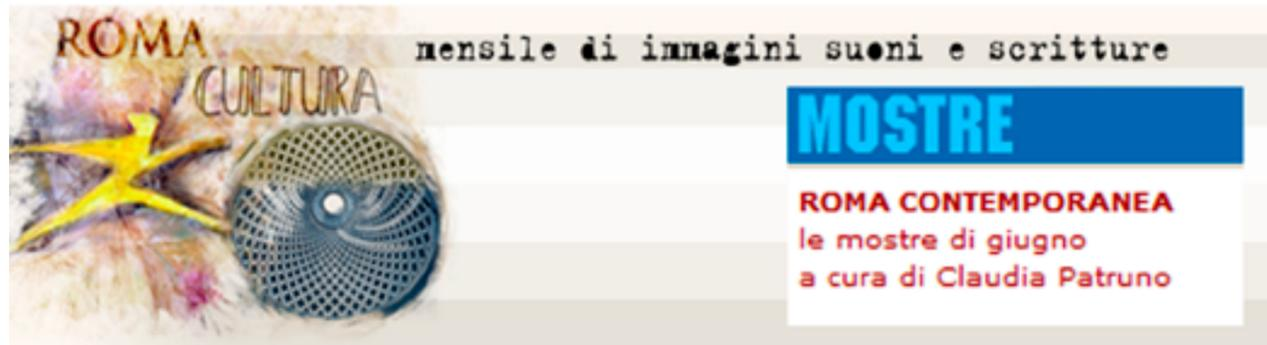 ROMA
CULTURA
mensile di immagini suoni e scritture
MOSTRE
ROMA CONTEMPORANEA
le mostre di giugno
a cura di Claudia Patruno